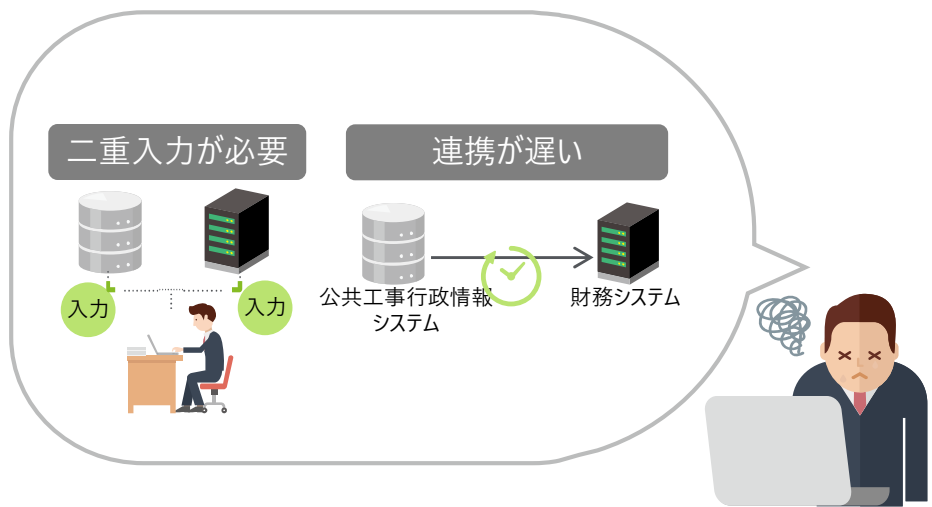 二重入力が必要
連携が遅い
入力
入力
公共工事行政情報
システム
財務システム